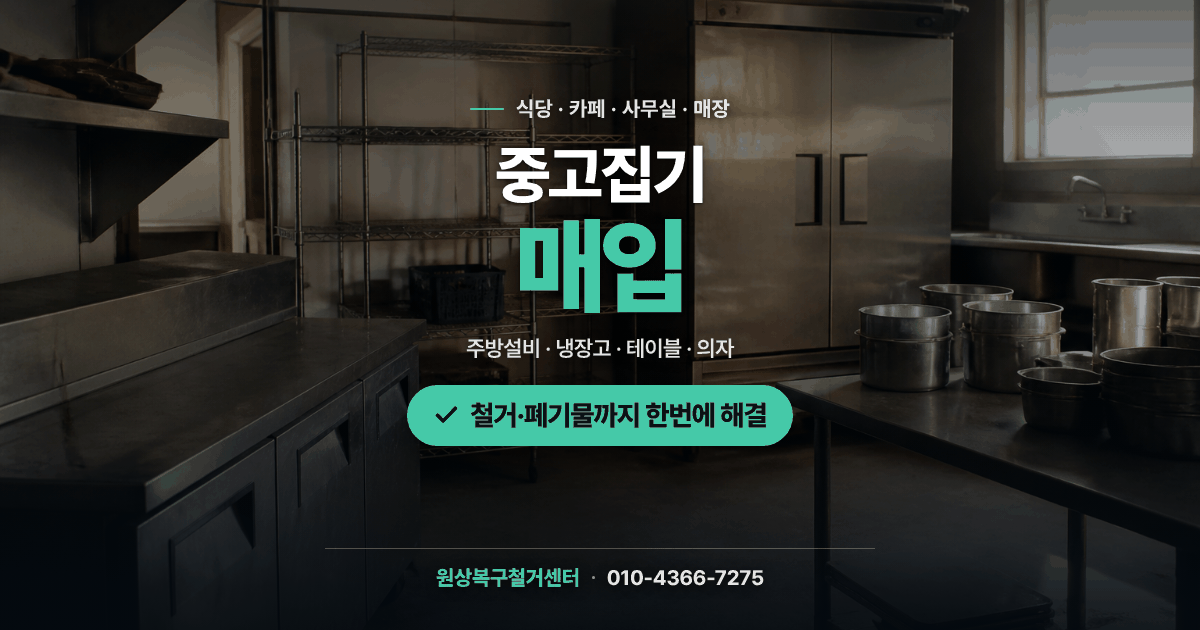 식당 · 카페 · 사무실 · 매장
중고집기
매입
주방설비 · 냉장고 · 테이블 · 의자
철거·폐기물까지 한번에 해결
원상복구철거센터 · 010-4366-7275